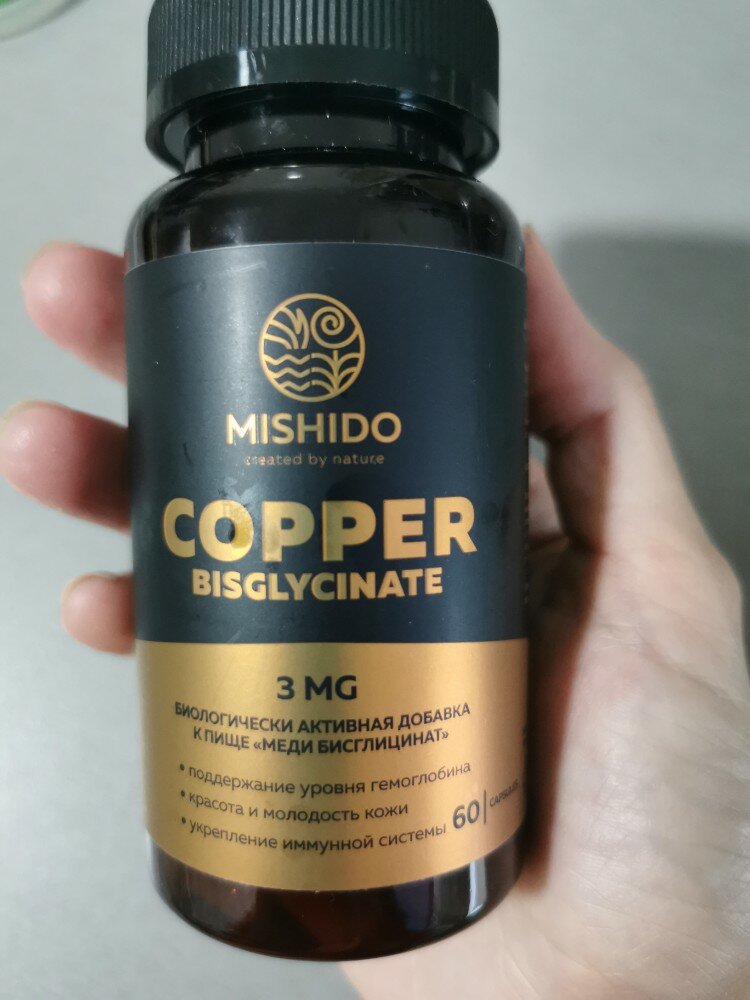 MISHIDO
created by nature
COPPER
BISGLYCINATE
3 MG
БИОЛОГИЧЕСКИ АКТИВНАЯ ДОБАВКА
К ПИЩЕ «МЕДИ БИСГЛИЦИНАТ»
• поддержание уровня гемоглобина
• красота и молодость кожи
• укрепление иммунной системы
60 | CAPSULES